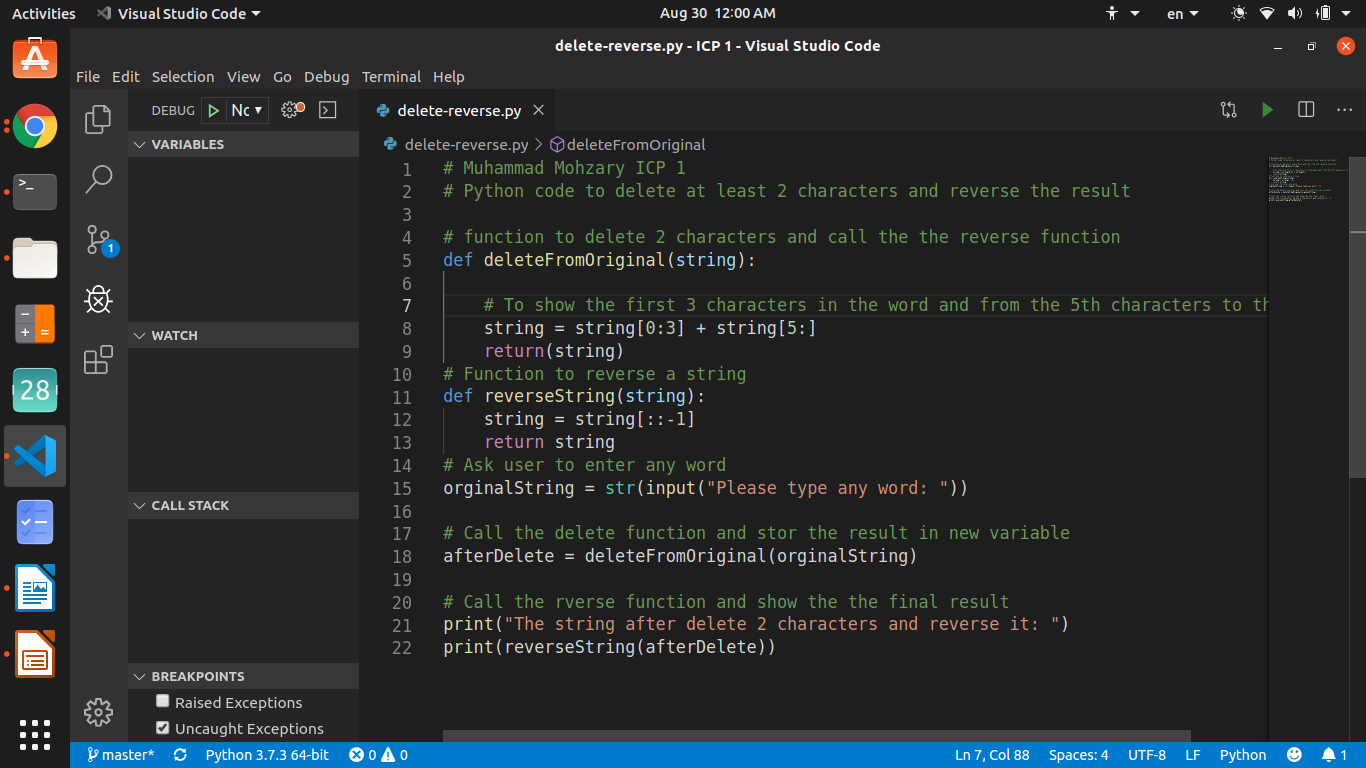 Activities Visual Studio Code Aug 30 12:00 AM en
delete-reverse.py - ICP 1 - Visual Studio Code
File Edit Selection View Go Debug Terminal Help
DEBUG Nc delete-reverse.py
VARIABLES
delete-reverse.py > deleteFromOriginal
1 # Muhammad Mohzary ICP 1
2 # Python code to delete at least 2 characters and reverse the result
3
4 # function to delete 2 characters and call the the reverse function
5 def deleteFromOriginal(string):
6
7 # To show the first 3 characters in the word and from the 5th characters to th
8 string = string[0:3] + string[5:]
9 return(string)
10 # Function to reverse a string
11 def reverseString(string):
12 string = string[::-1]
13 return string
14 # Ask user to enter any word
15 orginalString = str(input("Please type any word: "))
16
17 # Call the delete function and stor the result in new variable
18 afterDelete = deleteFromOriginal(orginalString)
19
20 # Call the rverse function and show the the final result
21 print("The string after delete 2 characters and reverse it: ")
22 print(reverseString(afterDelete))
WATCH
CALL STACK
BREAKPOINTS
Raised Exceptions
Uncaught Exceptions
1
28
master* Python 3.7.3 64-bit 0 0 Ln 7, Col 88 Spaces: 4 UTF-8 LF Python 1